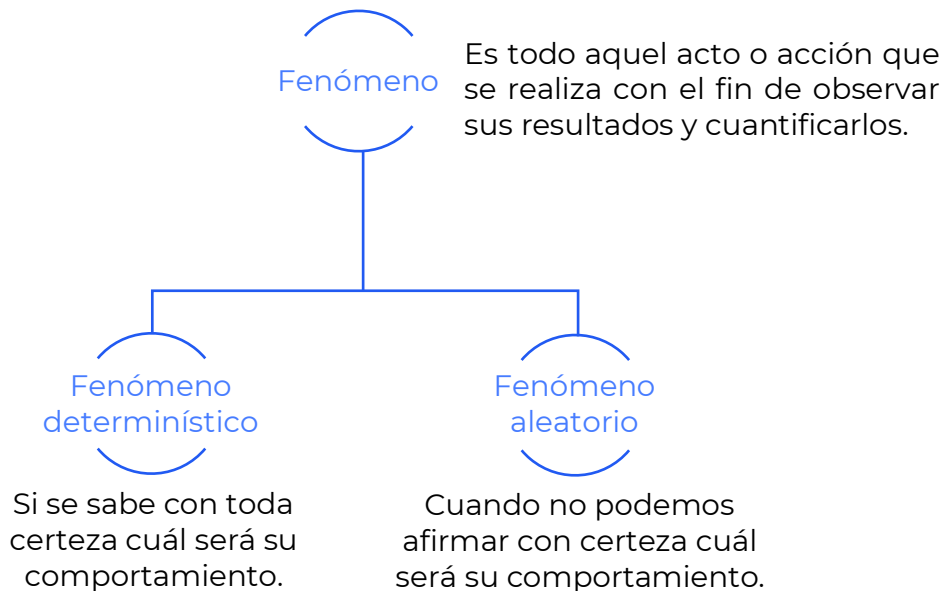 Fenómeno
Es todo aquel acto o acción que
se realiza con el fin de observar
sus resultados y cuantificarlos.
Fenómeno
determinístico
Si se sabe con toda
certeza cuál será su
comportamiento.
Fenómeno
aleatorio
Cuando no podemos
afirmar con certeza cuál
será su comportamiento.